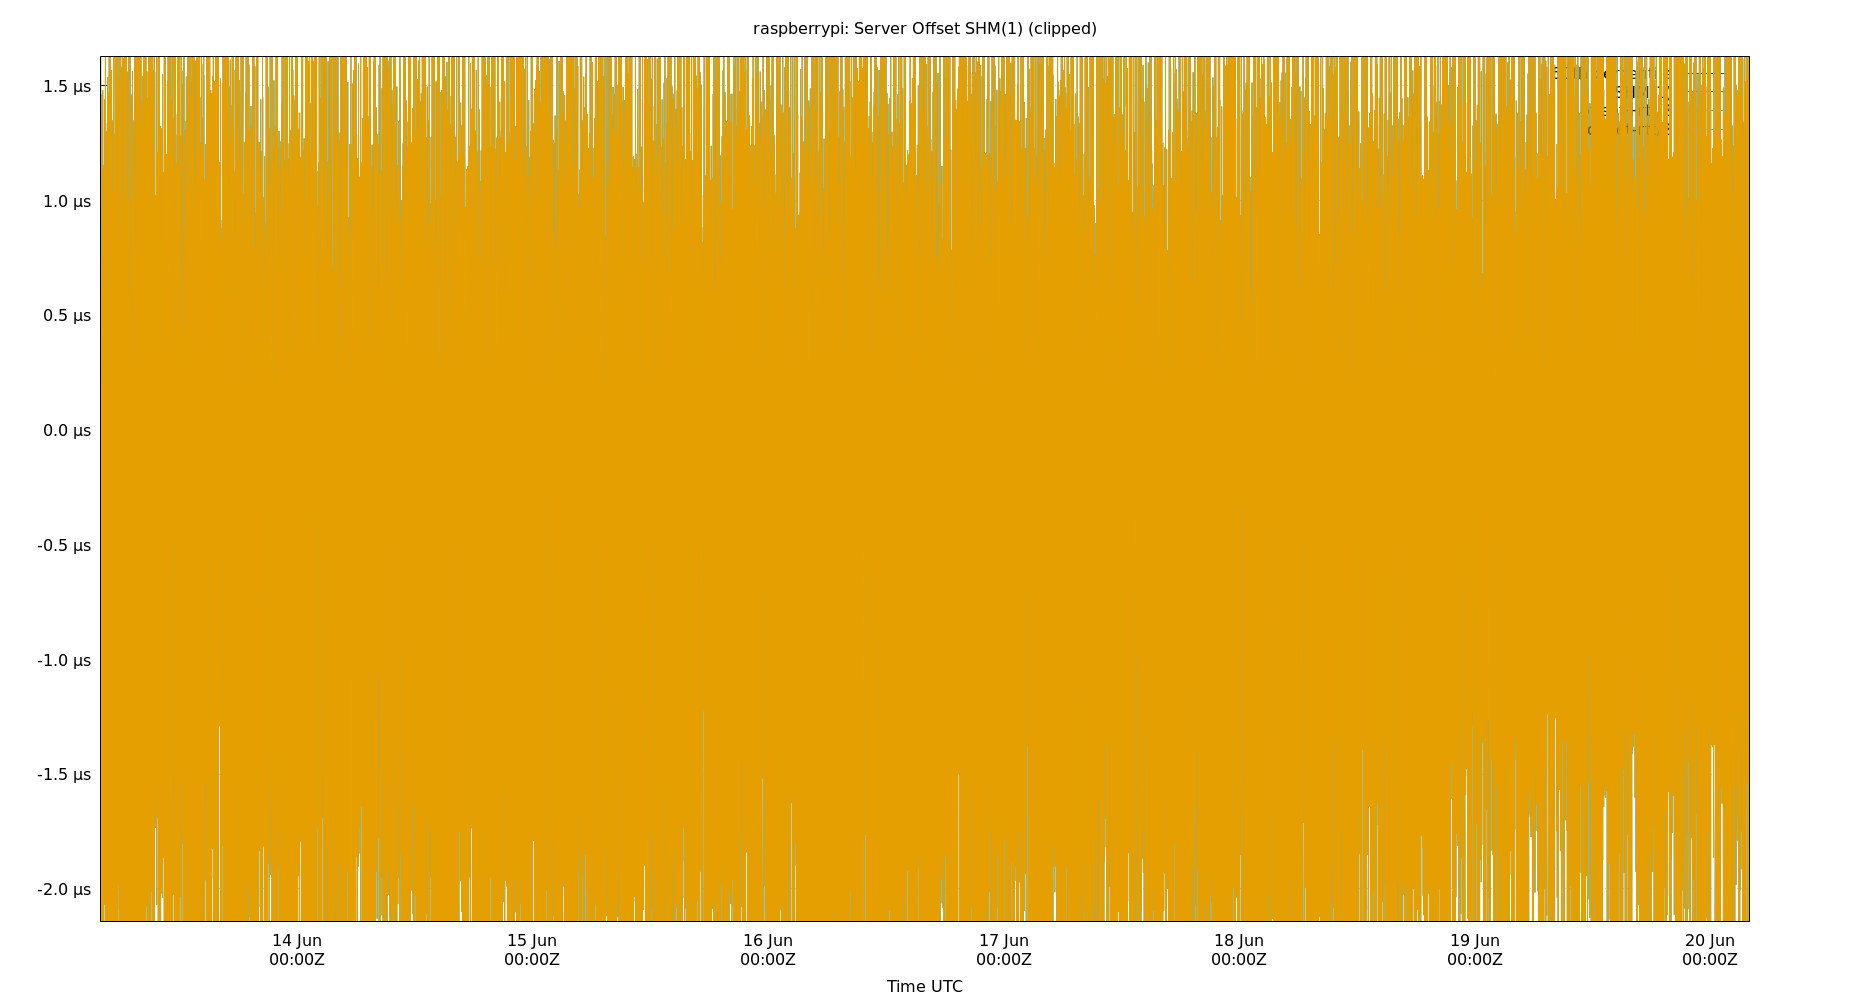 raspberrypi: Server Offset SHM(1) (clipped)
1.5 µs
1.0 µs
0.5 µs
0.0 µs
-0.5 µs
-1.0 µs
-1.5 µs
-2.0 µs
14 Jun 15 Jun 16 Jun 17 Jun 18 Jun 19 Jun 20 Jun
00:00Z 00:00Z 00:00Z 00:00Z 00:00Z 00:00Z 00:00Z
Time UTC